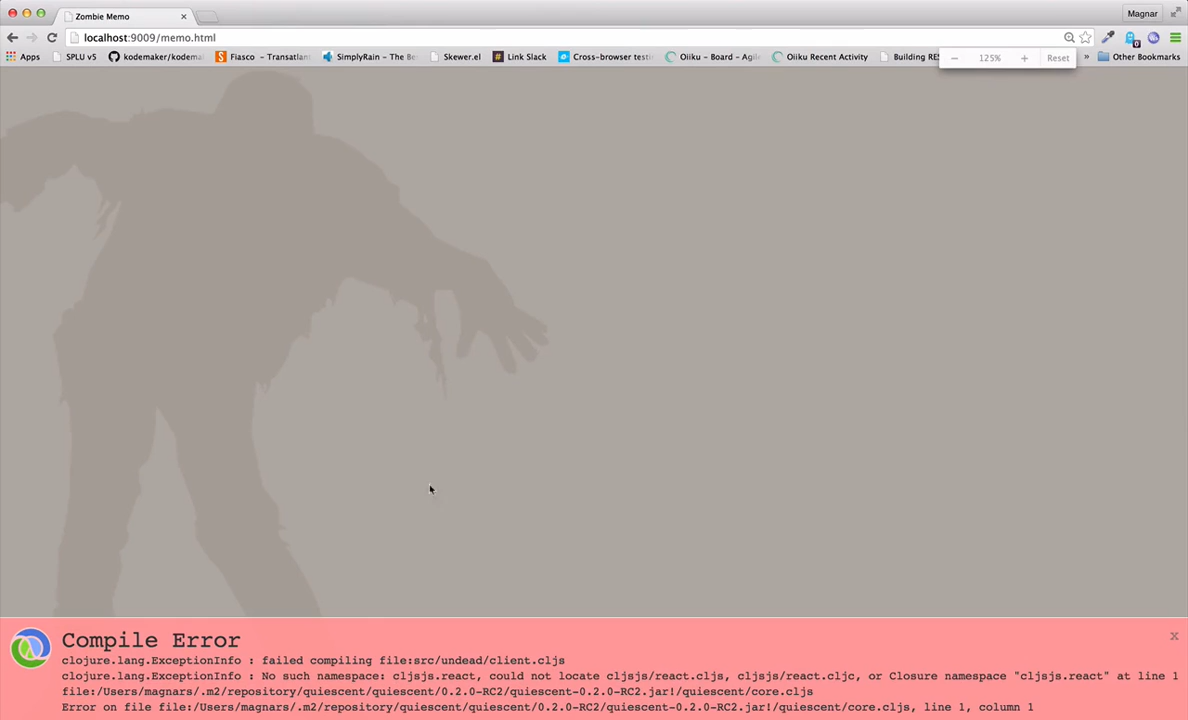 Zombie Memo
Magnar
localhost:9009/memo.html
Apps SPLU v5 kodemaker/kodema Fiasco – Transatlan SimplyRain – The Be Skewer.el Link Slack Cross-browser testi Oiiku – Board – Agile Oiiku Recent Activity Building RES » Other Bookmarks
− 125% + Reset
0
Compile Error x
clojure.lang.ExceptionInfo : failed compiling file:src/undead/client.cljs
clojure.lang.ExceptionInfo : No such namespace: cljsjs.react, could not locate cljsjs/react.cljs, cljsjs/react.cljc, or Closure namespace "cljsjs.react" at line 1
file:/Users/magnars/.m2/repository/quiescent/quiescent/0.2.0-RC2/quiescent-0.2.0-RC2.jar!/quiescent/core.cljs
Error on file file:/Users/magnars/.m2/repository/quiescent/quiescent/0.2.0-RC2/quiescent-0.2.0-RC2.jar!/quiescent/core.cljs, line 1, column 1